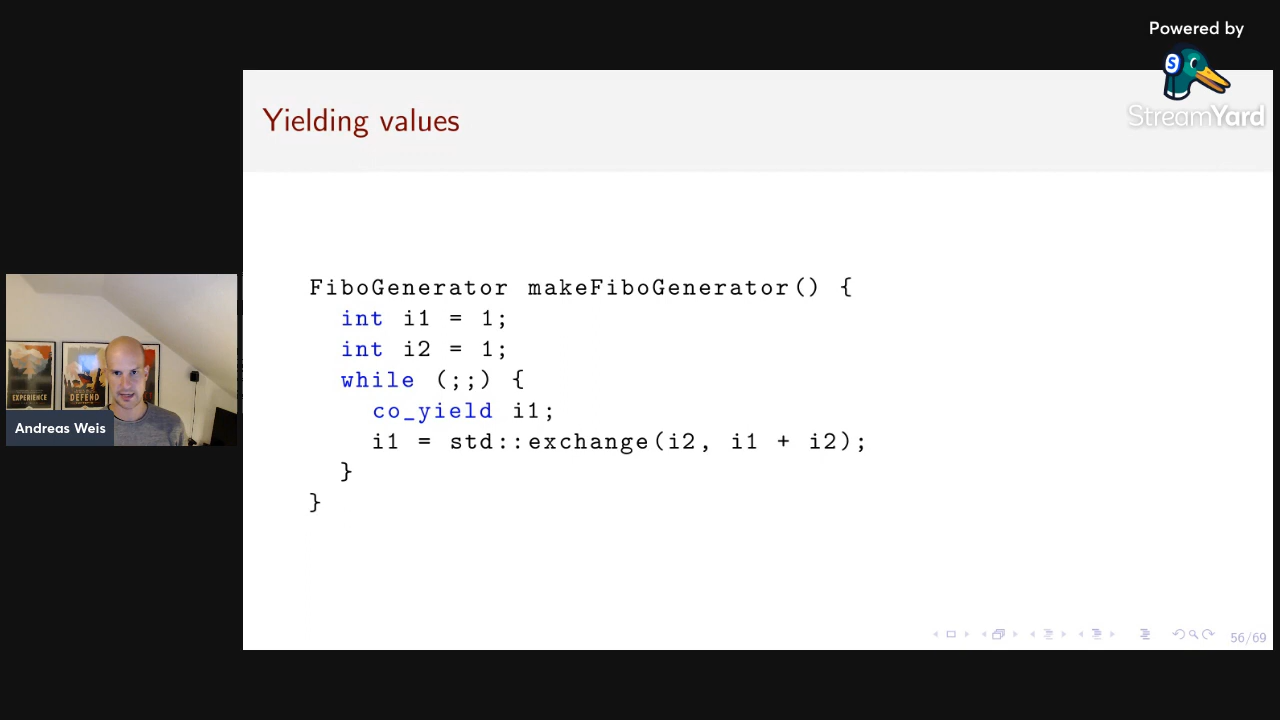 Powered by
StreamYard
Yielding values
FiboGenerator makeFiboGenerator() {
int i1 = 1;
int i2 = 1;
while (;;) {
co_yield i1;
i1 = std::exchange(i2, i1 + i2);
}
}
EXPERIENCE
DEFEND
Andreas Weis
56/69